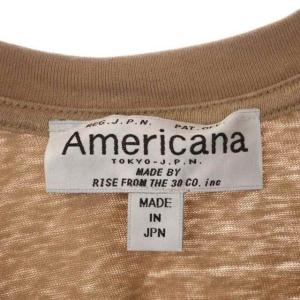 REG.J.P.N. PAT.OFF
Americana
TOKYO-J.P.N.
MADE BY
RISE FROM THE 30 CO. inc
MADE
IN
JPN